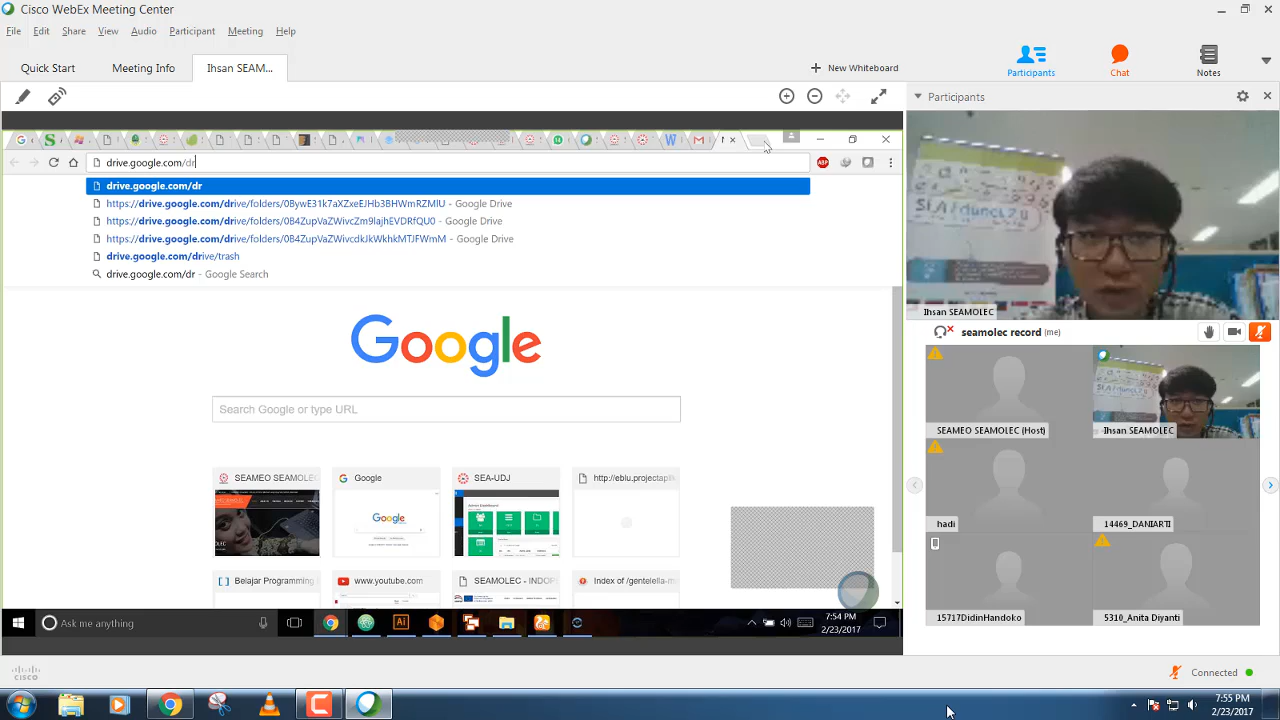 Cisco WebEx Meeting Center
File Edit Share View Audio Participant Meeting Help
Quick Start Meeting Info Ihsan SEAM...
New Whiteboard
Participants Chat Notes
Participants
drive.google.com/dr
drive.google.com/dr
https://drive.google.com/drive/folders/0BywE31k7aXZxeEJHb3BHWmRZMlU - Google Drive
https://drive.google.com/drive/folders/0B4ZupVaZWivcZm9lajhEVDRfQU0 - Google Drive
https://drive.google.com/drive/folders/0B4ZupVaZWivcdkJkWkhkMTJFWmM - Google Drive
drive.google.com/drive/trash
drive.google.com/dr - Google Search
Google
Search Google or type URL
SEAMEO SEAMOLEC Google SEA-UDJ http://eblu.projectapli
Google
Belajar Programming www.youtube.com SEAMOLEC - INDOF Index of /gentelella-m
Ask me anything
7:54 PM
2/23/2017
Ihsan SEAMOLEC
seamolec record (me)
SEAMEO SEAMOLEC (Host) Ihsan SEAMOLEC
hadi 14469_DANIARTI
15717DidinHandoko 5310_Anita Diyanti
cisco
Connected
7:55 PM
2/23/2017